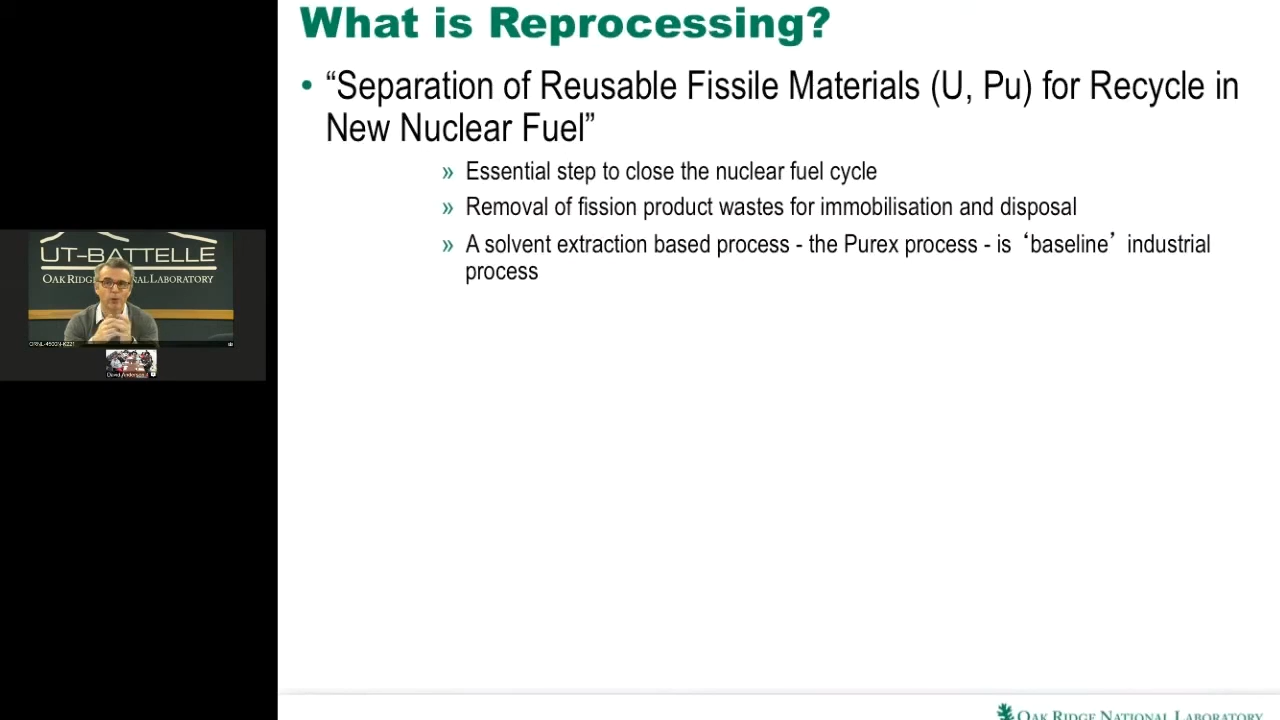 What is Reprocessing?
• “Separation of Reusable Fissile Materials (U, Pu) for Recycle in
New Nuclear Fuel”
» Essential step to close the nuclear fuel cycle
» Removal of fission product wastes for immobilisation and disposal
» A solvent extraction based process - the Purex process - is ‘baseline’ industrial
process
UT-BATTELLE
OAK RIDGE NATIONAL LABORATORY
David Anderson
OAK RIDGE NATIONAL LABORATORY